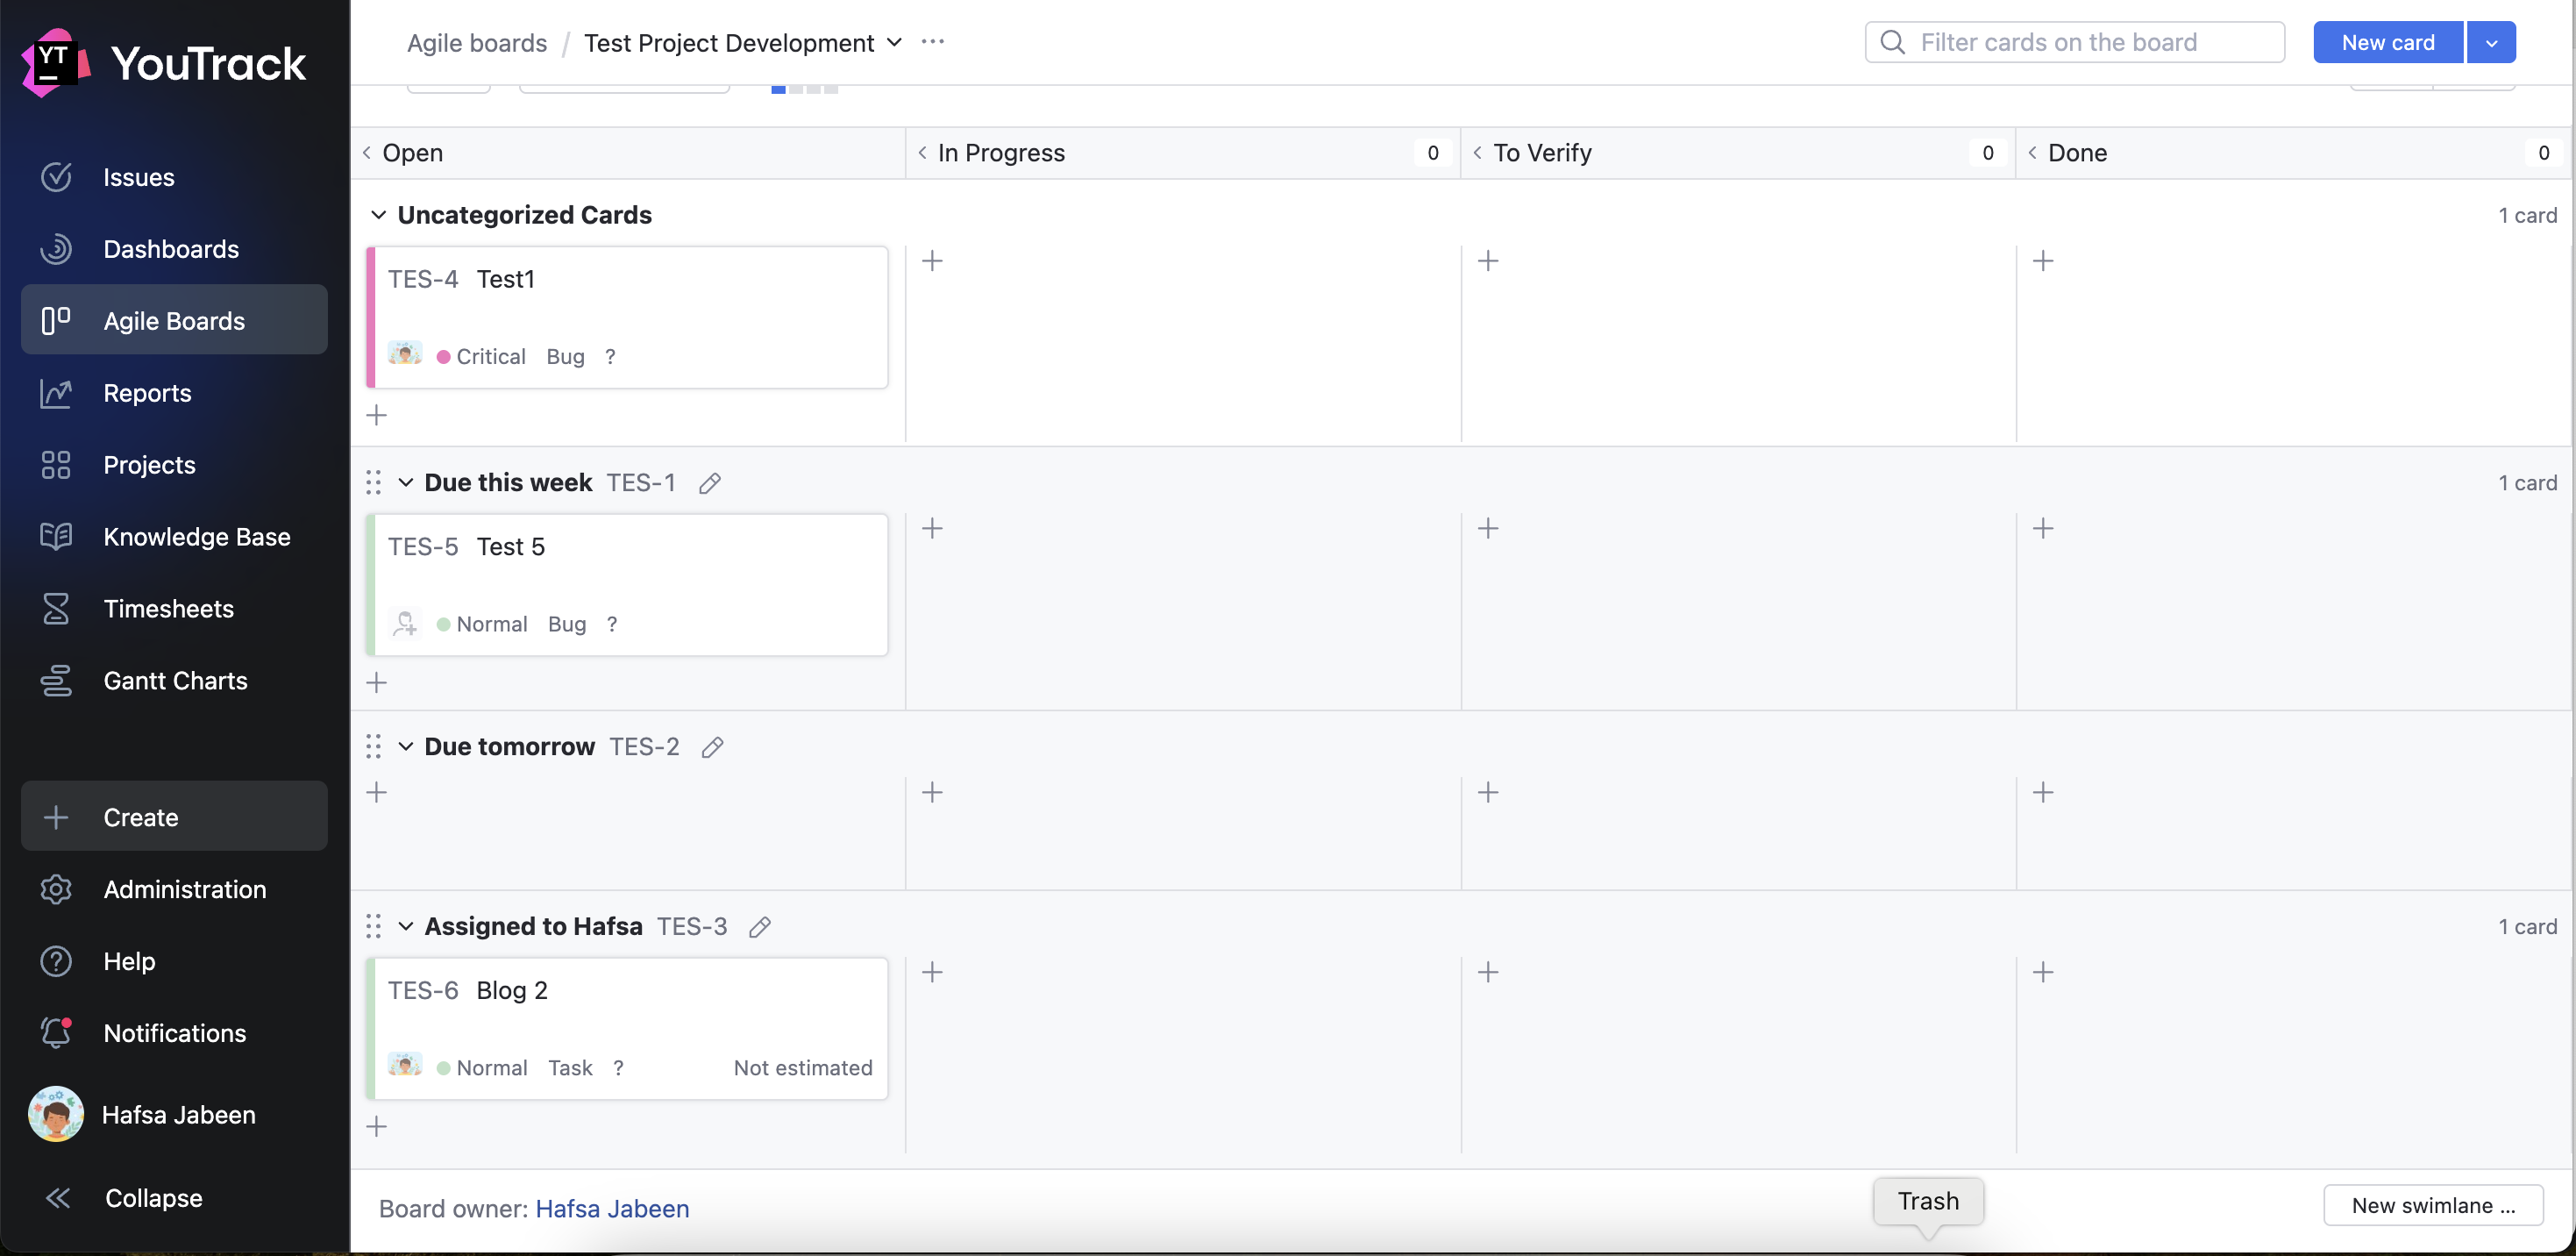 YT YouTrack
Issues
Dashboards
Agile Boards
Reports
Projects
Knowledge Base
Timesheets
Gantt Charts
Create
Administration
Help
Notifications
Hafsa Jabeen
Collapse
Agile boards / Test Project Development ...
Filter cards on the board
New card
Open
In Progress 0
To Verify 0
Done 0
Uncategorized Cards 1 card
TES-4 Test1
Critical Bug ?
Due this week TES-1 1 card
TES-5 Test 5
Normal Bug ?
Due tomorrow TES-2
Assigned to Hafsa TES-3 1 card
TES-6 Blog 2
Normal Task ? Not estimated
Board owner: Hafsa Jabeen
Trash
New swimlane ...